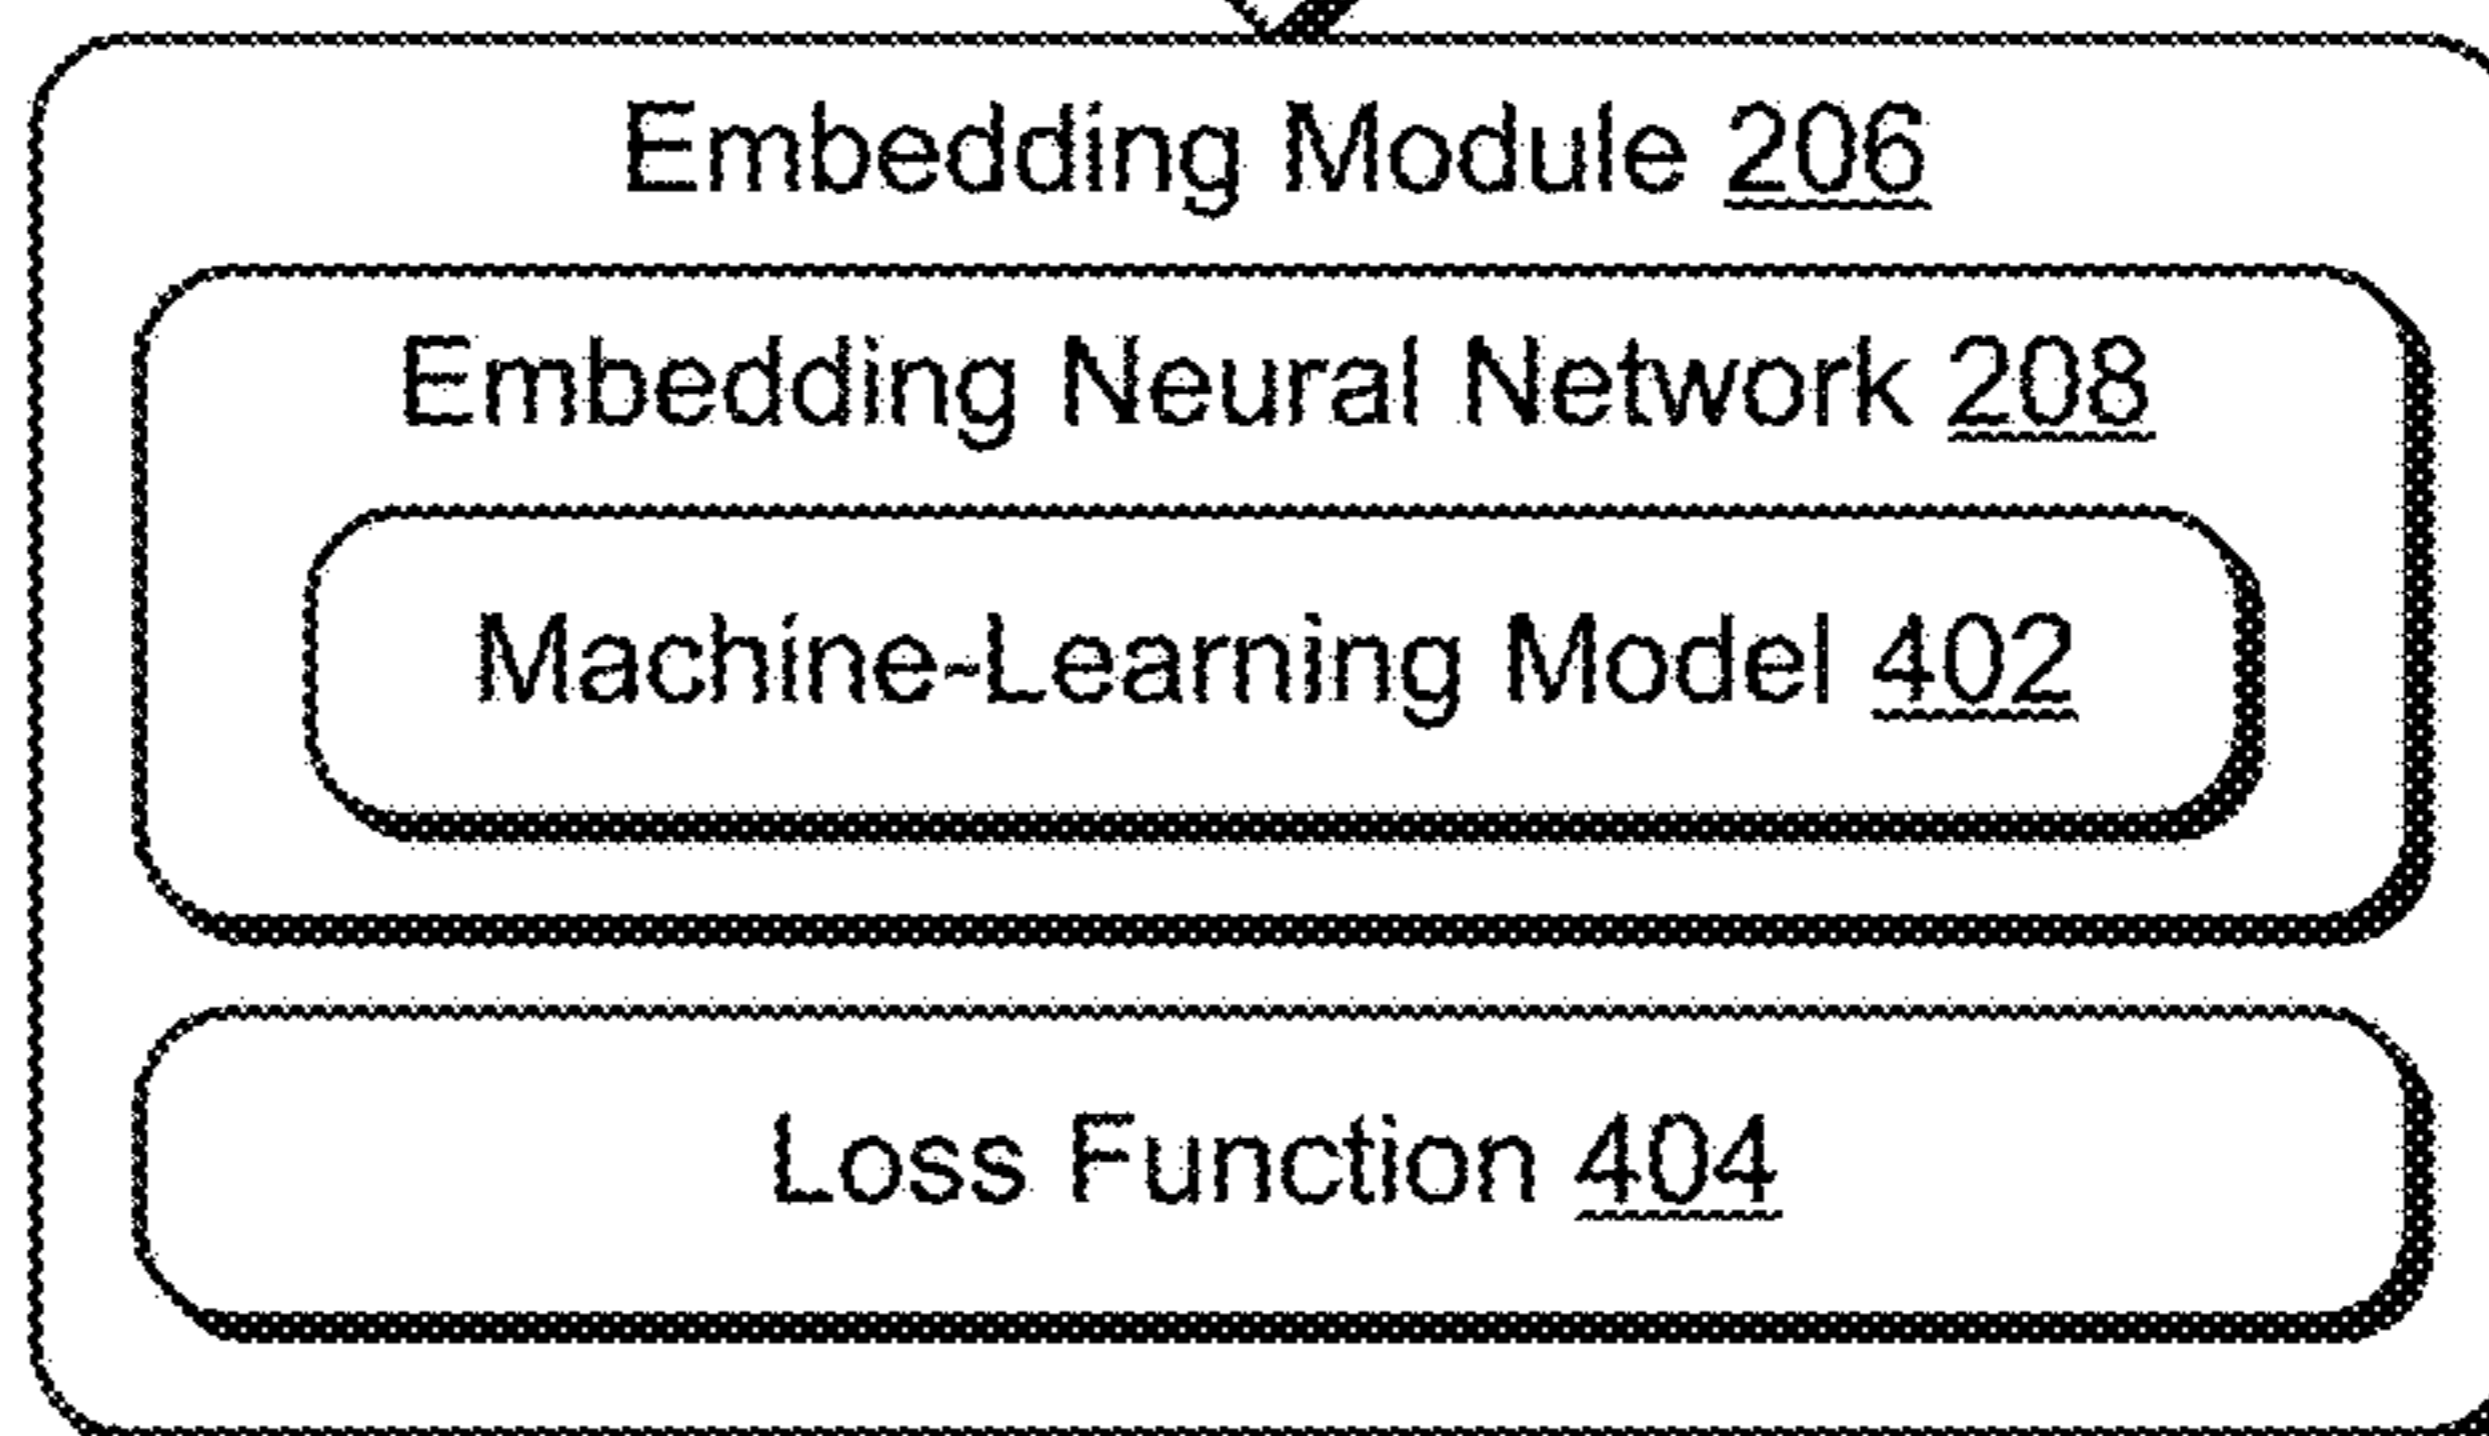 Embedding Module 206
Embedding Neural Network 208
Machine-Learning Model 402
Loss Function 404